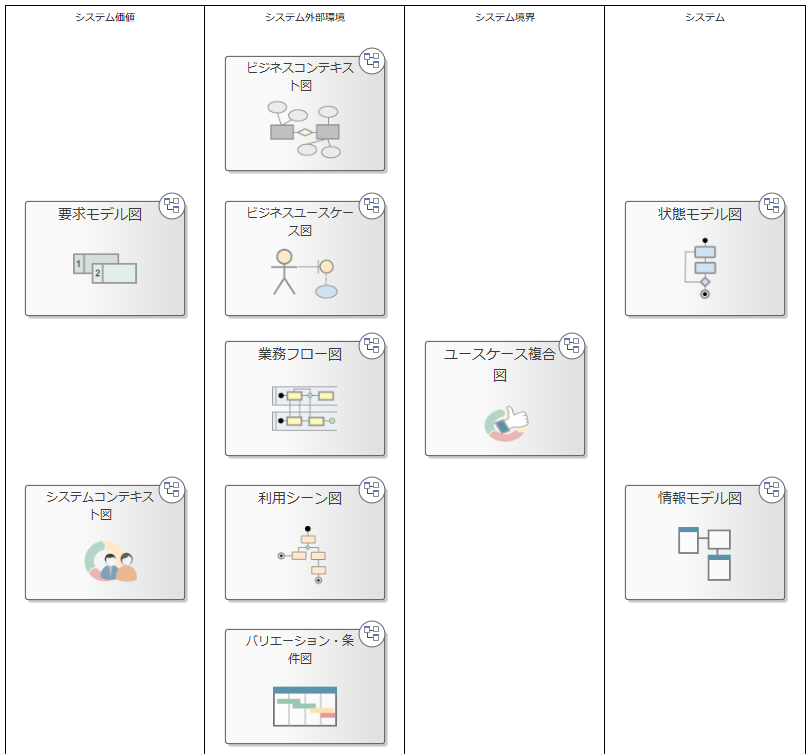 システム価値
システム外部環境
システム境界
システム
ビジネスコンテキス
ト図
要求モデル図
1
2
ビジネスユースケー
ス図
状態モデル図
業務フロー図
ユースケース複合
図
システムコンテキス
ト図
利用シーン図
情報モデル図
バリエーション・条
件図